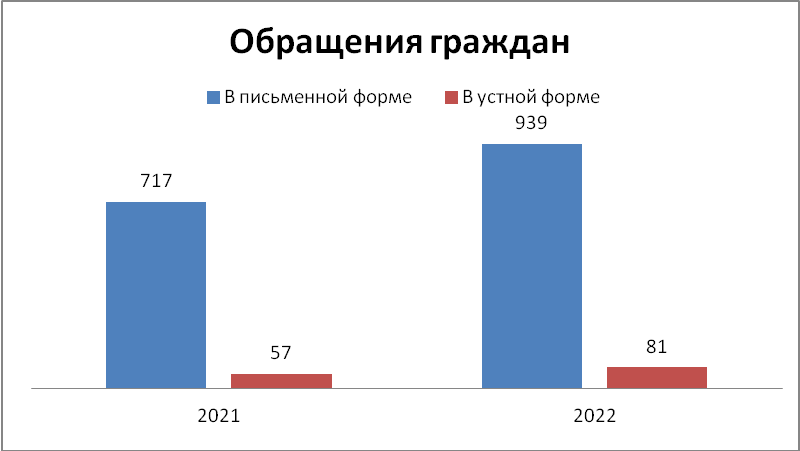 Обращения граждан
В письменной форме В устной форме
939
717
81
57
2021 2022